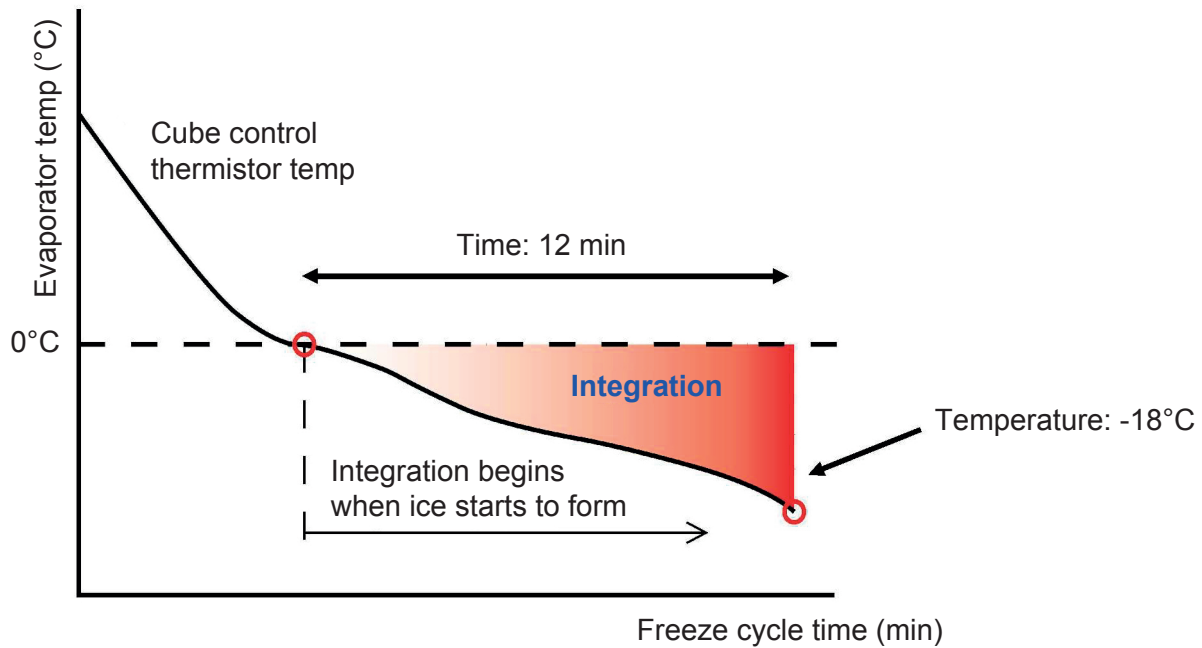 Evaporator temp (°C)
Cube control
thermistor temp
Time: 12 min
0°C
Integration
Temperature: -18°C
Integration begins
when ice starts to form
Freeze cycle time (min)